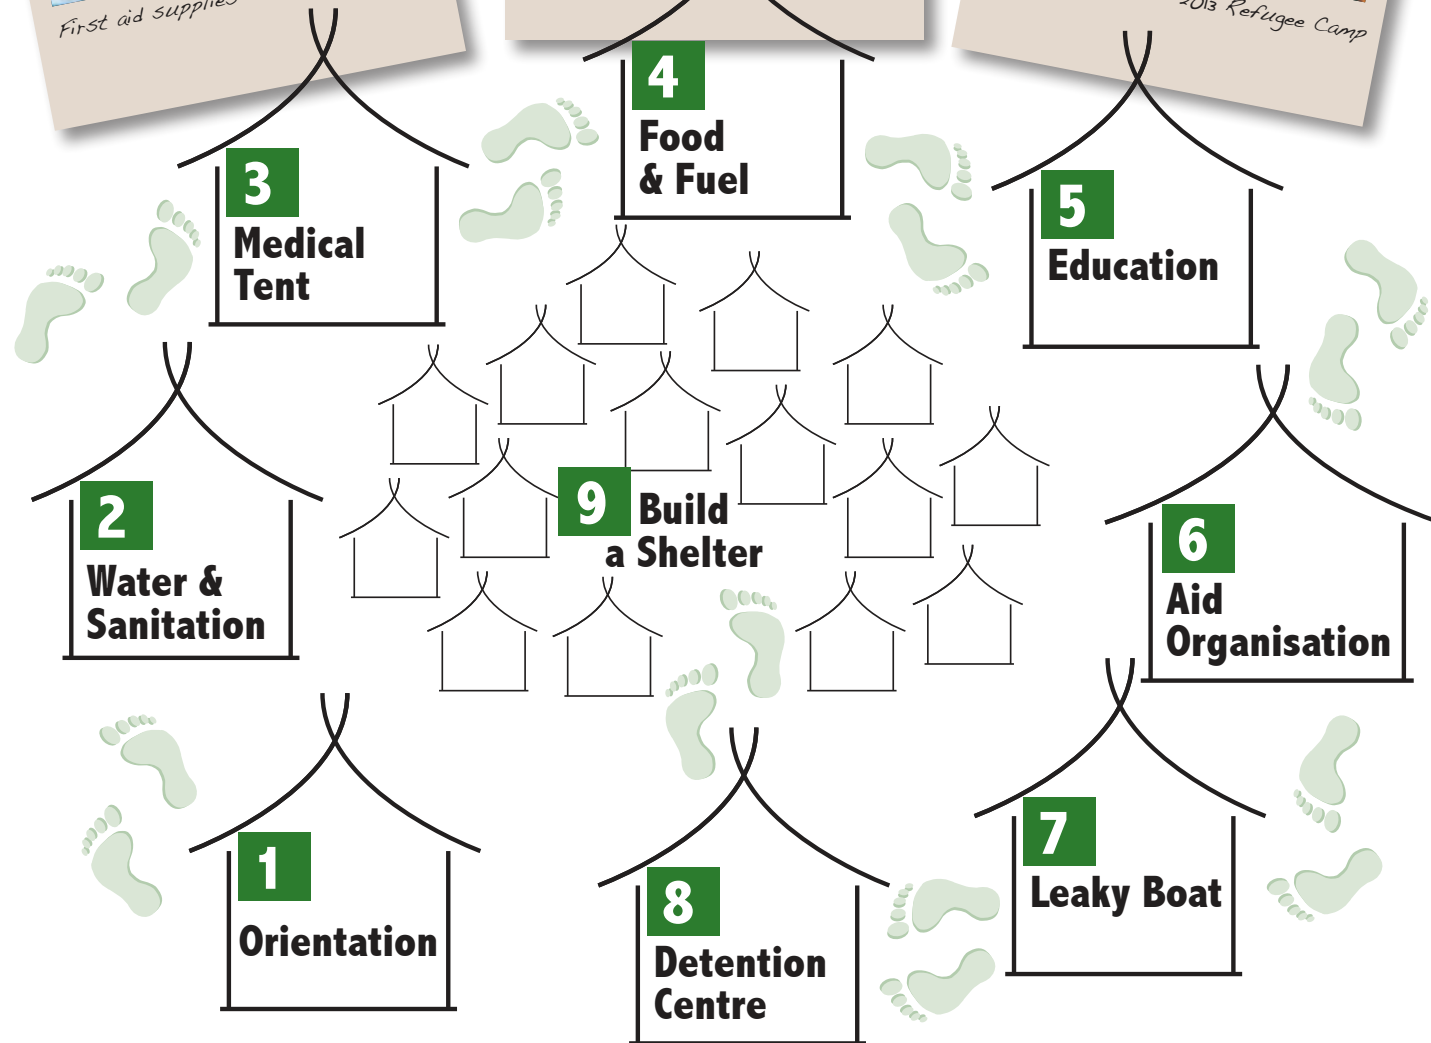 First aid supplies
2013 Refugee Camp
4
Food
& Fuel
3
Medical
Tent
5
Education
2
Water &
Sanitation
9
Build
a Shelter
6
Aid
Organisation
1
Orientation
8
Detention
Centre
7
Leaky Boat